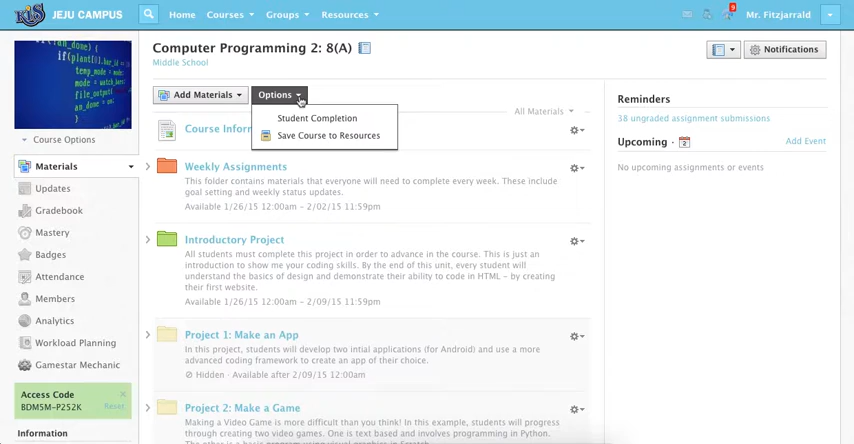 KIS JEJU CAMPUS
Home
Courses
Groups
Resources
9
Mr. Fitzjarrald
Computer Programming 2: 8(A)
Middle School
Notifications
Course Options
Materials
Updates
Gradebook
Mastery
Badges
Attendance
Members
Analytics
Workload Planning
Gamestar Mechanic
Access Code
BDM5M-P252K
Reset
Information
Add Materials
Options
Student Completion
Save Course to Resources
All Materials
Course Infor
Weekly Assignments
This folder contains materials that everyone will need to complete every week. These include
goal setting and weekly status updates.
Available 1/26/15 12:00am - 2/02/15 11:59pm
Introductory Project
All students must complete this project in order to advance in the course. This is just an
introduction to show me your coding skills. By the end of this unit, every student will
understand the basics of design and demonstrate their ability to code in HTML - by creating
their first website.
Available 1/26/15 12:00am - 2/09/15 11:59pm
Project 1: Make an App
In this project, students will develop two intial applications (for Android) and use a more
advanced coding framework to create an app of their choice.
Hidden · Available after 2/09/15 12:00am
Project 2: Make a Game
Making a Video Game is more difficult than you think! In this example, students will progress
through creating two video games. One is text based and involves programming in Python.
Reminders
38 ungraded assignment submissions
Upcoming ·
2
Add Event
No upcoming assignments or events